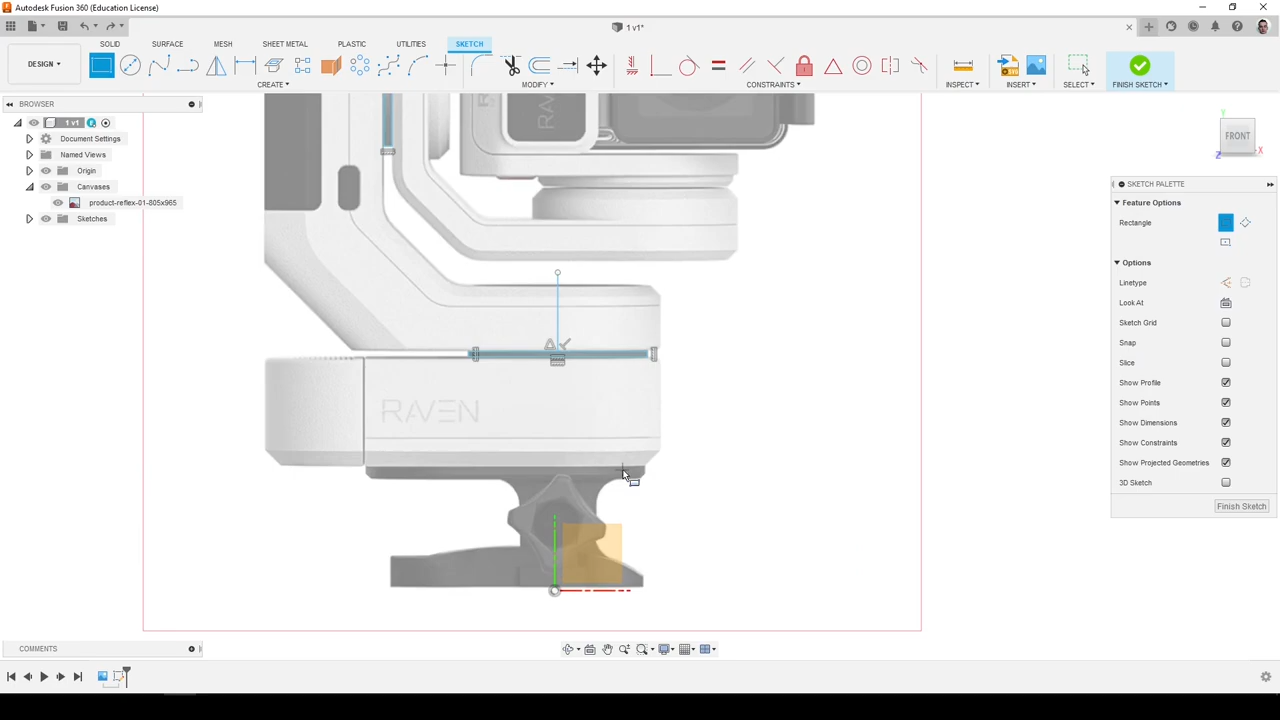 Autodesk Fusion 360 (Education License)
1 v1*
DESIGN
SOLID
SURFACE
MESH
SHEET METAL
PLASTIC
UTILITIES
SKETCH
CREATE
MODIFY
CONSTRAINTS
INSPECT
INSERT
SELECT
FINISH SKETCH
BROWSER
1 v1
Document Settings
Named Views
Origin
Canvases
product-reflex-01-805x965
Sketches
RAVEN
RAVEN
Y
FRONT
X
Z
SKETCH PALETTE
Feature Options
Rectangle
Options
Linetype
Look At
Sketch Grid
Snap
Slice
Show Profile
Show Points
Show Dimensions
Show Constraints
Show Projected Geometries
3D Sketch
Finish Sketch
COMMENTS